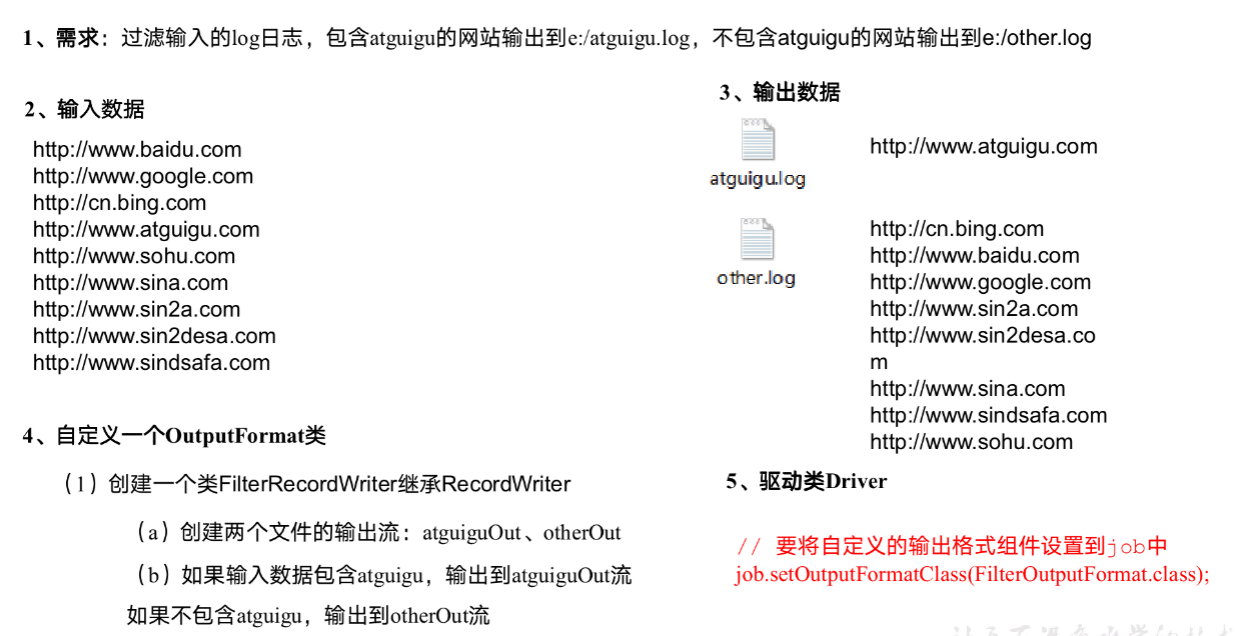 1、需求：过滤输入的log日志，包含atguigu的网站输出到e:/atguigu.log，不包含atguigu的网站输出到e:/other.log
2、输入数据
http://www.baidu.com
http://www.google.com
http://cn.bing.com
http://www.atguigu.com
http://www.sohu.com
http://www.sina.com
http://www.sin2a.com
http://www.sin2desa.com
http://www.sindsafa.com
3、输出数据
atguigu.log
http://www.atguigu.com
other.log
http://cn.bing.com
http://www.baidu.com
http://www.google.com
http://www.sin2a.com
http://www.sin2desa.co
m
http://www.sina.com
http://www.sindsafa.com
http://www.sohu.com
4、自定义一个OutputFormat类
（1）创建一个类FilterRecordWriter继承RecordWriter
（a）创建两个文件的输出流：atguiguOut、otherOut
（b）如果输入数据包含atguigu，输出到atguiguOut流
如果不包含atguigu，输出到otherOut流
5、驱动类Driver
// 要将自定义的输出格式组件设置到job中
job.setOutputFormatClass(FilterOutputFormat.class);